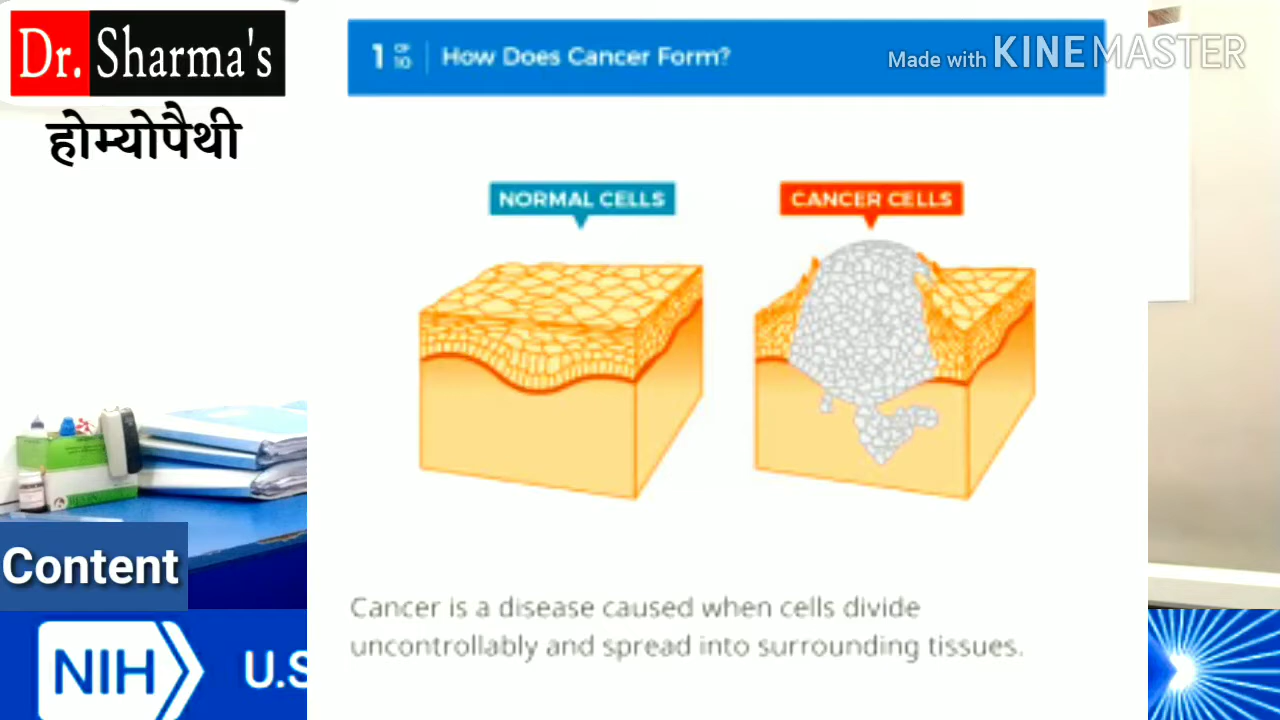 Dr. Sharma's
होम्योपैथी
1 OF 10 How Does Cancer Form?
Made with KINEMASTER
NORMAL CELLS
CANCER CELLS
Content
Cancer is a disease caused when cells divide
uncontrollably and spread into surrounding tissues.
NIH U.S